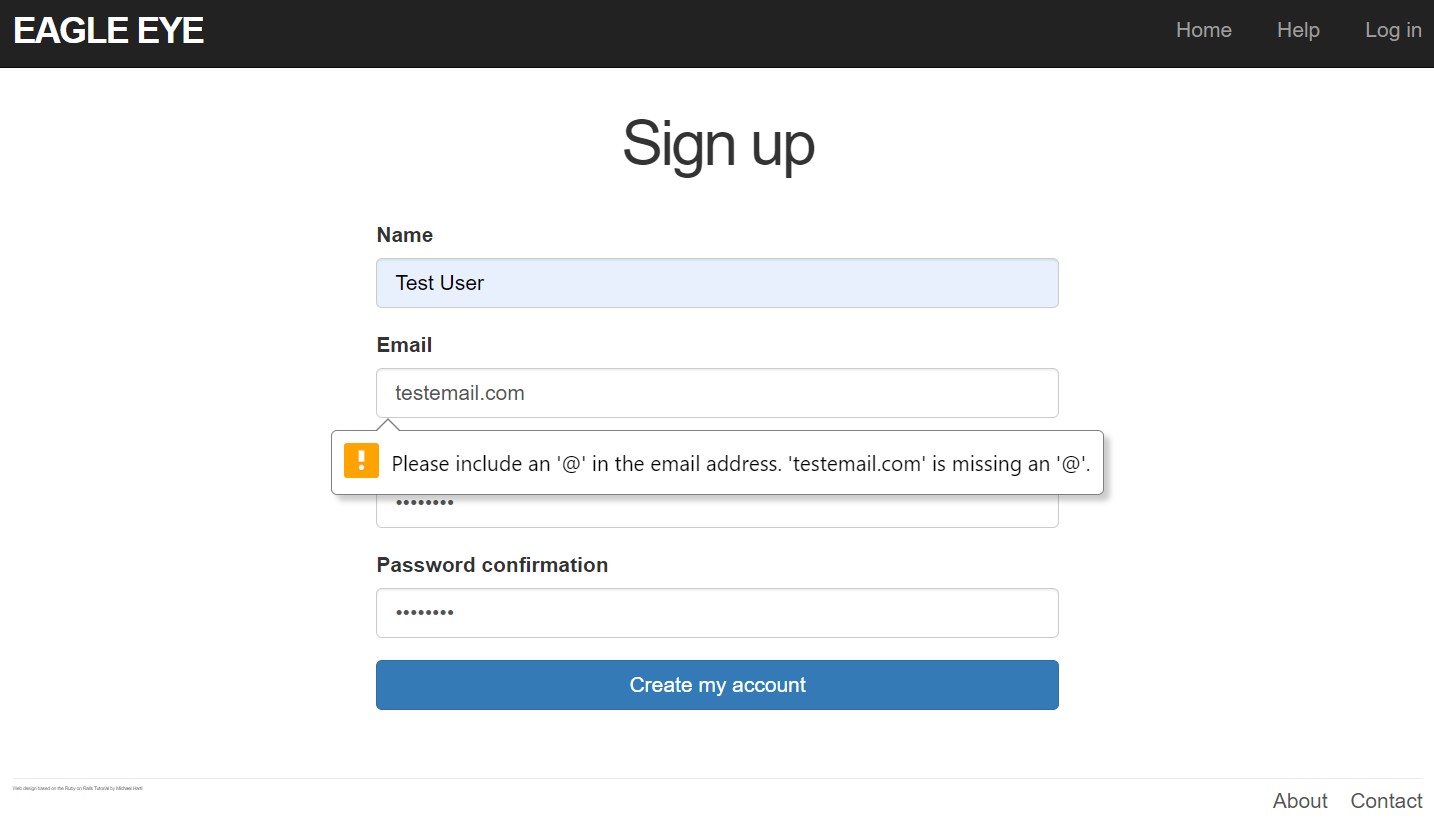 EAGLE EYE
Home Help Log in
Sign up
Name
Test User
Email
testemail.com
Please include an '@' in the email address. 'testemail.com' is missing an '@'.
••••••••
Password confirmation
••••••••
Create my account
Web design based on the Ruby on Rails Tutorial by Michael Hartl
About Contact